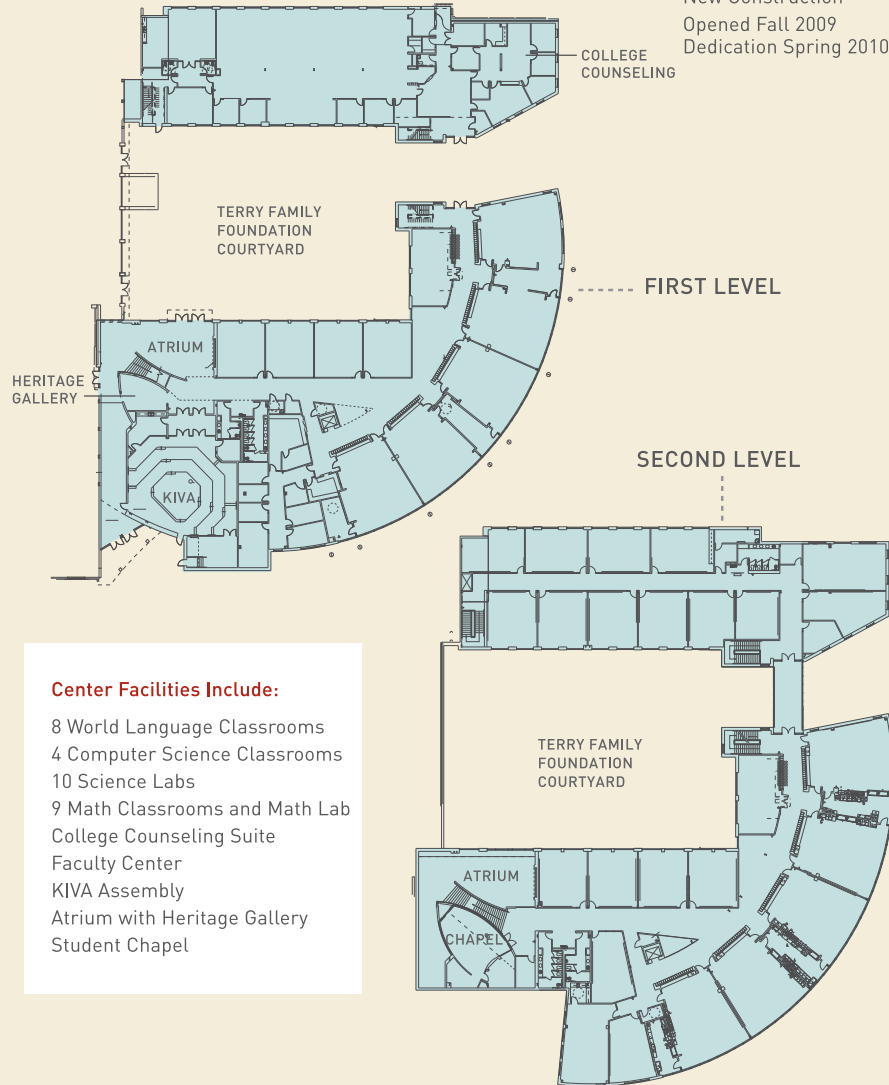 New Construction
Opened Fall 2009
Dedication Spring 2010
COLLEGE
COUNSELING
TERRY FAMILY
FOUNDATION
COURTYARD
FIRST LEVEL
ATRIUM
HERITAGE
GALLERY
KIVA
SECOND LEVEL
Center Facilities Include:
8 World Language Classrooms
4 Computer Science Classrooms
10 Science Labs
9 Math Classrooms and Math Lab
College Counseling Suite
Faculty Center
KIVA Assembly
Atrium with Heritage Gallery
Student Chapel
TERRY FAMILY
FOUNDATION
COURTYARD
ATRIUM
CHAPEL